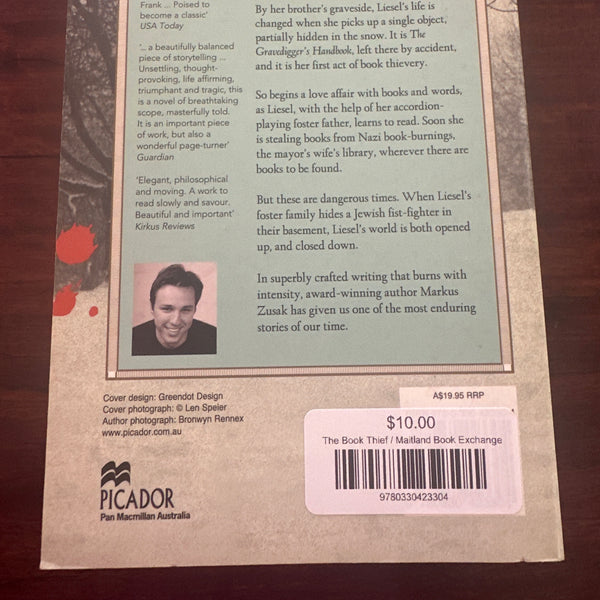 Frank ... Poised to
become a classic'
USA Today
'... a beautifully balanced
piece of storytelling ...
Unsettling, thought-
provoking, life affirming,
triumphant and tragic, this
is a novel of breathtaking
scope, masterfully told.
It is an important piece
of work, but also a
wonderful page-turner'
Guardian
'Elegant, philosophical
and moving. A work to
read slowly and savour.
Beautiful and important'
Kirkus Reviews
By her brother's graveside, Liesel's life is
changed when she picks up a single object,
partially hidden in the snow. It is The
Gravedigger's Handbook, left there by accident,
and it is her first act of book thievery.
So begins a love affair with books and words,
as Liesel, with the help of her accordion-
playing foster father, learns to read. Soon she
is stealing books from Nazi book-burnings,
the mayor's wife's library, wherever there are
books to be found.
But these are dangerous times. When Liesel's
foster family hides a Jewish fist-fighter in
their basement, Liesel's world is both opened
up, and closed down.
In superbly crafted writing that burns with
intensity, award-winning author Markus
Zusak has given us one of the most enduring
stories of our time.
Cover design: Greendot Design
Cover photograph: © Len Speier
Author photograph: Bronwyn Rennex
www.picador.com.au
PICADOR
Pan Macmillan Australia
A$19.95 RRP
$10.00
The Book Thief / Maitland Book Exchange
9780330423304